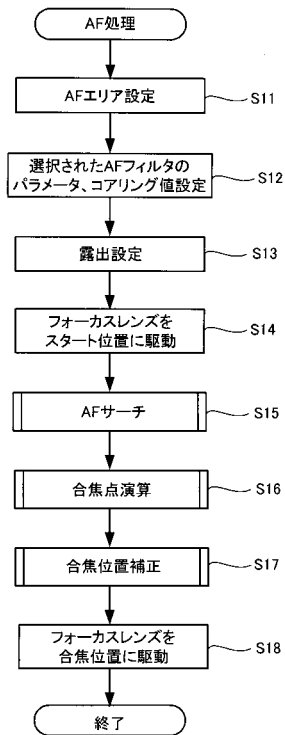 AF処理
AFエリア設定
S11
選択されたAFフィルタの
パラメータ、コアリング値設定
S12
露出設定
S13
フォーカスレンズを
スタート位置に駆動
S14
AFサーチ
S15
合焦点演算
S16
合焦位置補正
S17
フォーカスレンズを
合焦位置に駆動
S18
終了